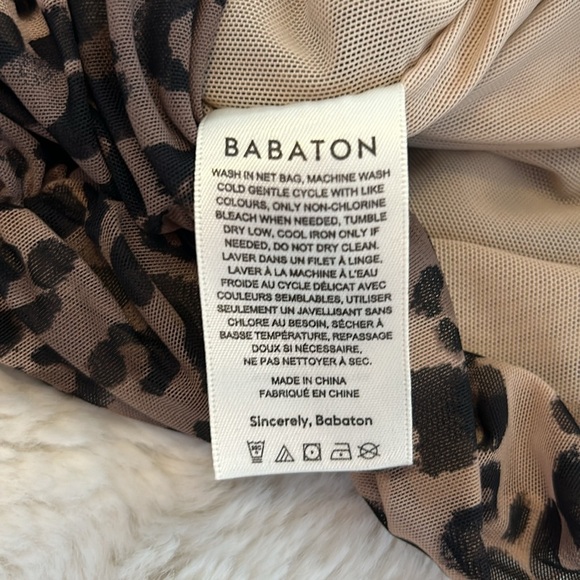 BABATON
WASH IN NET BAG, MACHINE WASH
COLD GENTLE CYCLE WITH LIKE
COLOURS, ONLY NON-CHLORINE
BLEACH WHEN NEEDED, TUMBLE
DRY LOW, COOL IRON ONLY IF
NEEDED, DO NOT DRY CLEAN.
LAVER DANS UN FILET À LINGE,
LAVER À LA MACHINE À L'EAU
FROIDE AU CYCLE DÉLICAT AVEC
COULEURS SEMBLABLES, UTILISER
SEULEMENT UN JAVELLISANT SANS
CHLORE AU BESOIN, SÉCHER À
BASSE TEMPÉRATURE, REPASSAGE
DOUX SI NÉCESSAIRE,
NE PAS NETTOYER À SEC.
MADE IN CHINA
FABRIQUÉ EN CHINE
Sincerely, Babaton